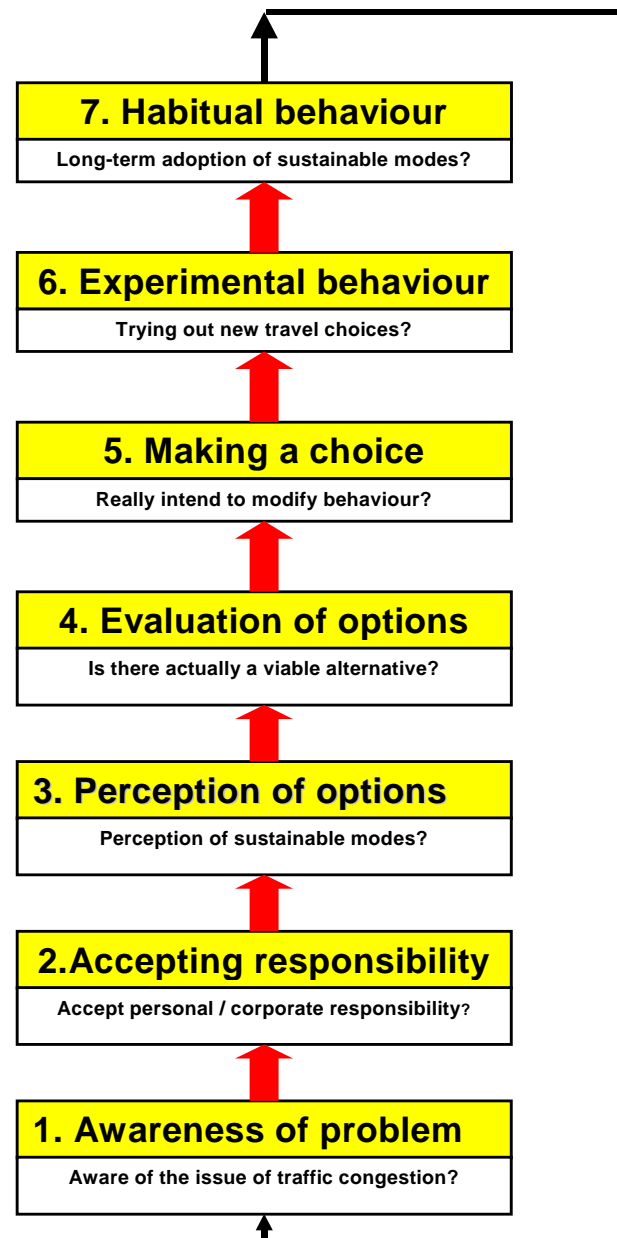 7. Habitual behaviour
Long-term adoption of sustainable modes?
6. Experimental behaviour
Trying out new travel choices?
5. Making a choice
Really intend to modify behaviour?
4. Evaluation of options
Is there actually a viable alternative?
3. Perception of options
Perception of sustainable modes?
2.Accepting responsibility
Accept personal / corporate responsibility?
1. Awareness of problem
Aware of the issue of traffic congestion?